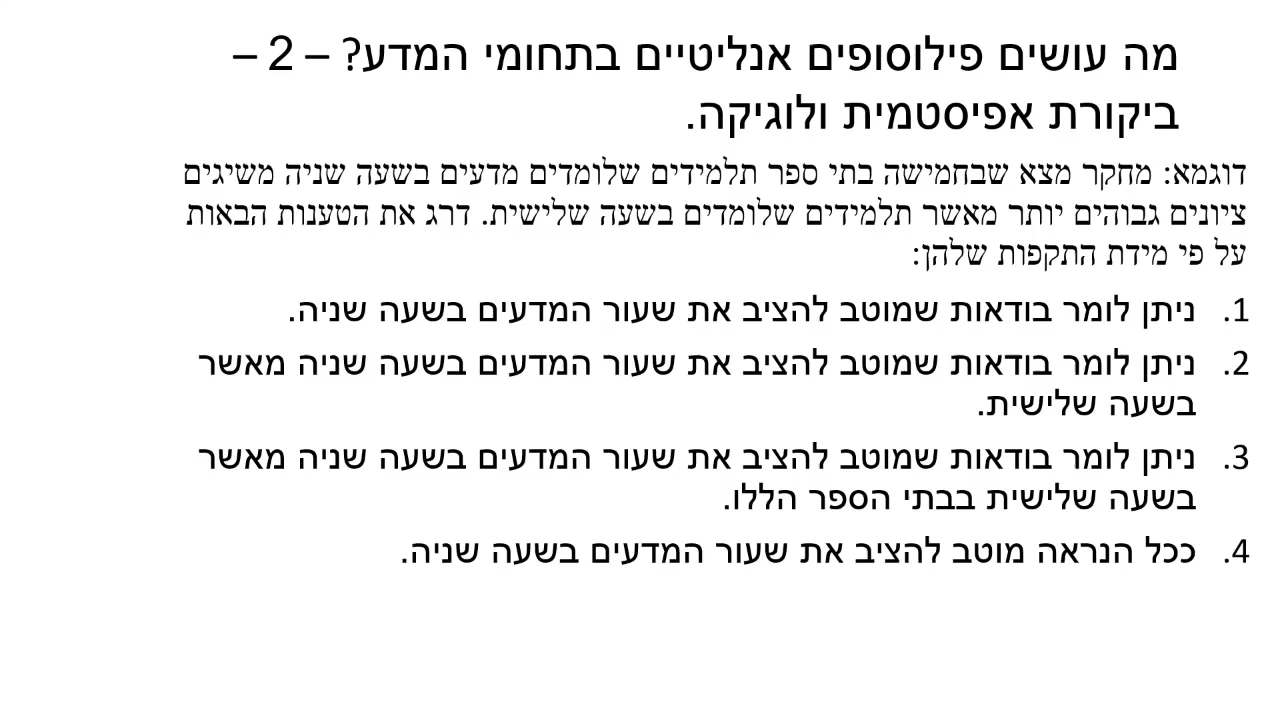 מה עושים פילוסופים אנליטיים בתחומי המדע? – 2 –
ביקורת אפיסטמית ולוגיקה.
דוגמא: מחקר מצא שבחמישה בתי ספר תלמידים שלומדים מדעים בשעה שניה משיגים
ציונים גבוהים יותר מאשר תלמידים שלומדים בשעה שלישית. דרג את הטענות הבאות
על פי מידת התקפות שלהן:
1. ניתן לומר בודאות שמוטב להציב את שעור המדעים בשעה שניה.
2. ניתן לומר בודאות שמוטב להציב את שעור המדעים בשעה שניה מאשר
בשעה שלישית.
3. ניתן לומר בודאות שמוטב להציב את שעור המדעים בשעה שניה מאשר
בשעה שלישית בבתי הספר הללו.
4. ככל הנראה מוטב להציב את שעור המדעים בשעה שניה.